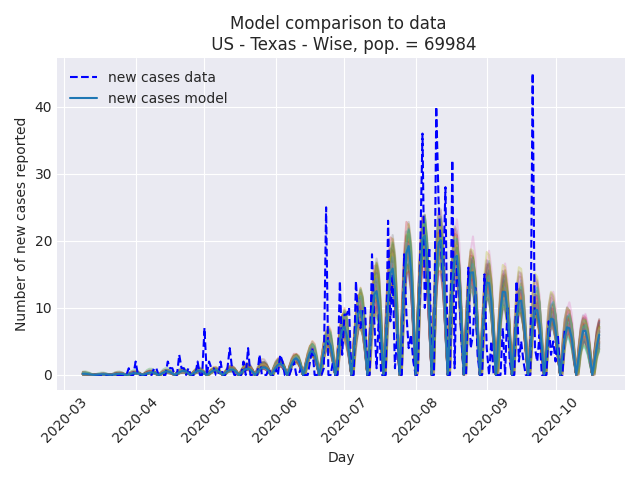 Model comparison to data
US - Texas - Wise, pop. = 69984
new cases data
new cases model
Number of new cases reported
40
30
20
10
0
2020-03
2020-04
2020-05
2020-06
2020-07
2020-08
2020-09
2020-10
Day